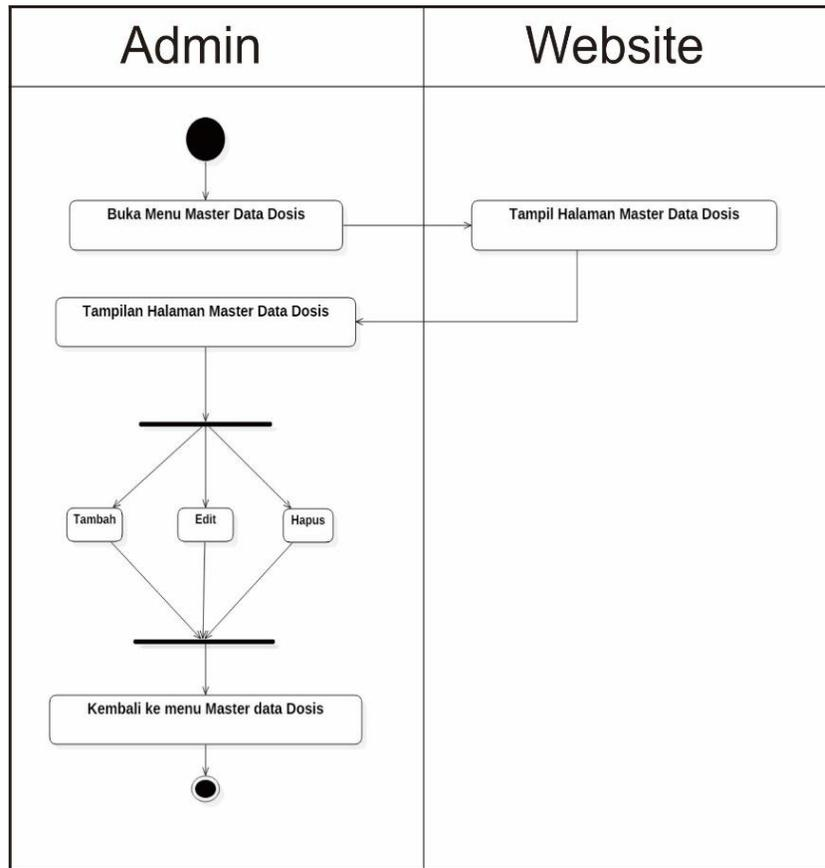 Admin
Website
Buka Menu Master Data Dosis
Tampil Halaman Master Data Dosis
Tampilan Halaman Master Data Dosis
Tambah
Edit
Hapus
Kembali ke menu Master data Dosis